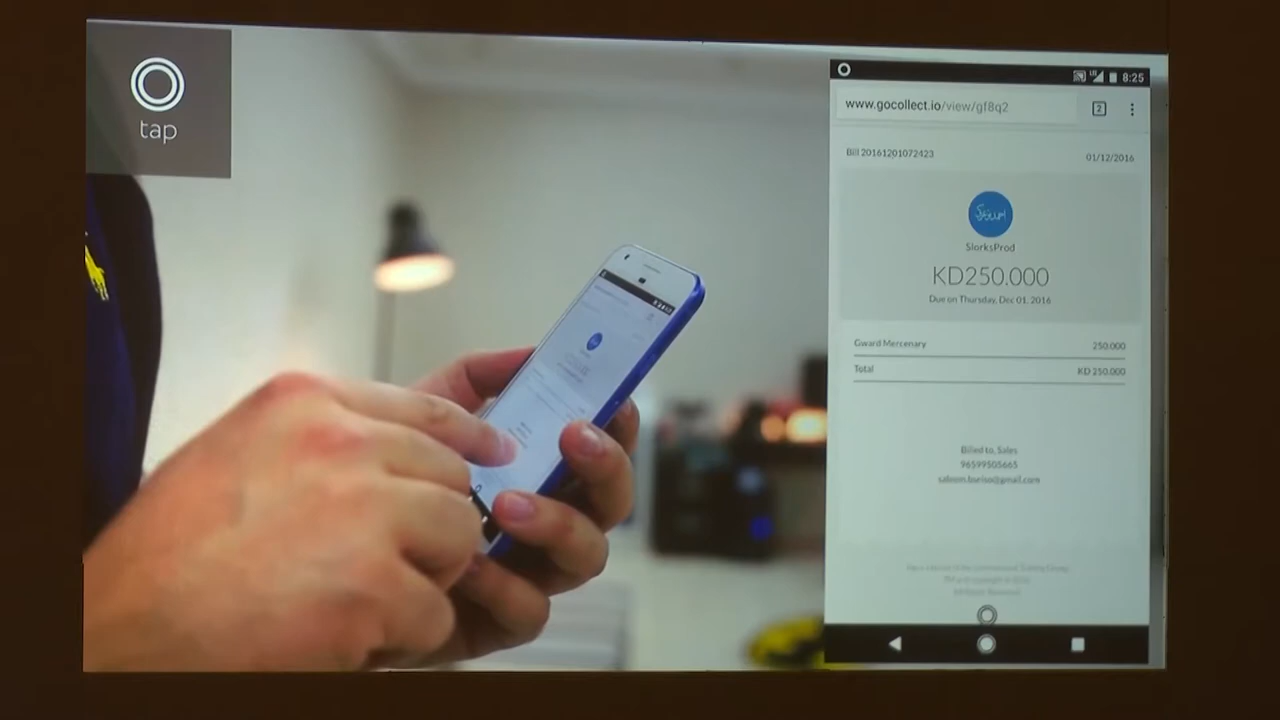 tap
8:25
www.gocollect.io/view/gf8q2
2
Bill 20161201072423
01/12/2016
SlorksProd
KD250.000
Due on Thursday, Dec 01, 2016
Gward Mercenary 250.000
Total KD 250.000
Billed to, Sales
96599505665